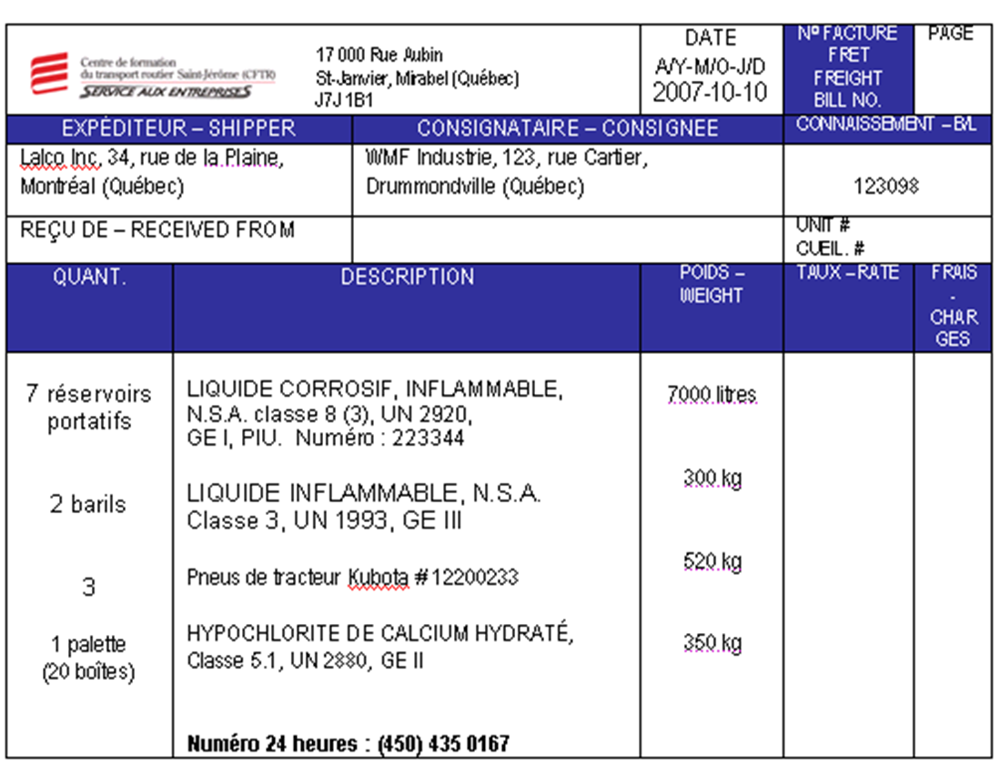 Centre de formation
du transport routier Saint-Jérôme (CFTR)
SERVICE AUX ENTREPRISES
17 000 Rue Aubin
St-Janvier, Mirabel (Québec)
J7J 1B1
DATE
A/Y-M/O-J/D
2007-10-10
Nº FACTURE
FRET
FREIGHT
BILL NO.
PAGE
EXPÉDITEUR – SHIPPER
CONSIGNATAIRE – CONSIGNEE
CONNAISSEMENT – B/L
Lalco Inc, 34, rue de la Plaine,
Montréal (Québec)
WMF Industrie, 123, rue Cartier,
Drummondville (Québec)
123098
REÇU DE – RECEIVED FROM
UNIT #
CUEIL. #
QUANT.
DESCRIPTION
POIDS –
WEIGHT
TAUX – RATE
FRAIS
-
CHAR
GES
7 réservoirs
portatifs
LIQUIDE CORROSIF, INFLAMMABLE,
N.S.A. classe 8 (3), UN 2920,
GE I, PIU. Numéro : 223344
7000 litres
2 barils
LIQUIDE INFLAMMABLE, N.S.A.
Classe 3, UN 1993, GE III
300 kg
3
Pneus de tracteur Kubota # 12200233
520 kg
1 palette
(20 boîtes)
HYPOCHLORITE DE CALCIUM HYDRATÉ,
Classe 5.1, UN 2880, GE II
350 kg
Numéro 24 heures : (450) 435 0167